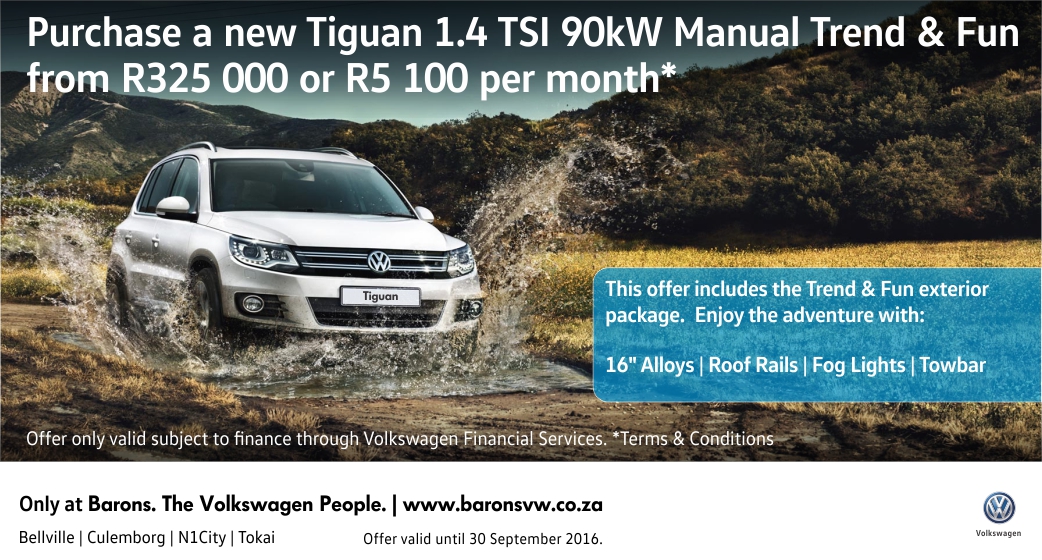 Purchase a new Tiguan 1.4 TSI 90kW Manual Trend & Fun
from R325 000 or R5 100 per month*
Tiguan
This offer includes the Trend & Fun exterior
package. Enjoy the adventure with:
16" Alloys | Roof Rails | Fog Lights | Towbar
Offer only valid subject to finance through Volkswagen Financial Services. *Terms & Conditions
Only at Barons. The Volkswagen People. | www.baronsvw.co.za
Bellville | Culemborg | N1City | Tokai
Offer valid until 30 September 2016.
Volkswagen